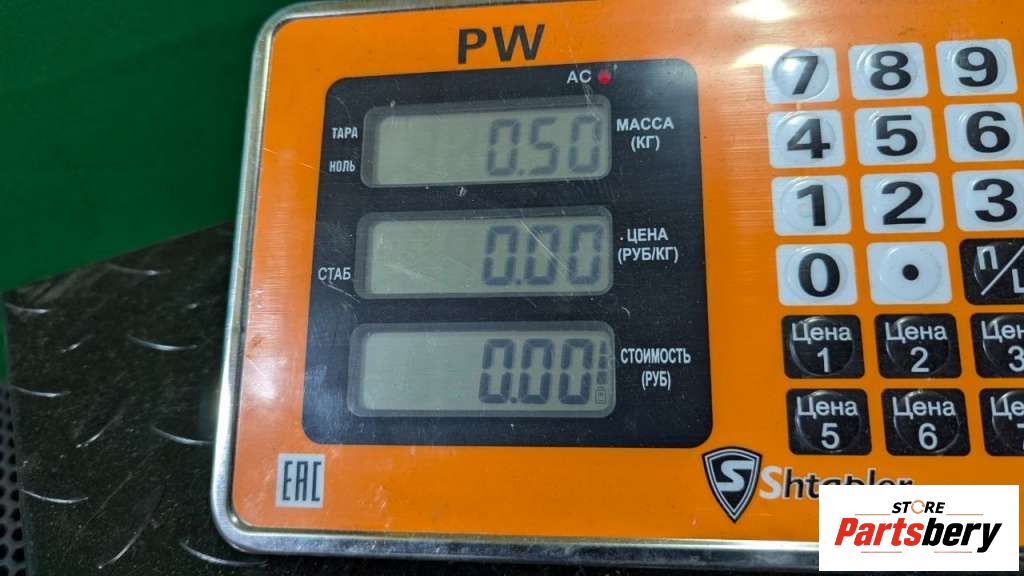 PW
AC
ТАРА
НОЛЬ
0.50
МАССА
(КГ)
СТАБ
0.00
ЦЕНА
(РУБ/КГ)
0.00
СТОИМОСТЬ
(РУБ)
7 8 9
4 5 6
1 2 3
0 •
Цена 1
Цена 2
Цена 5
Цена 6
EAC
Shtapler
STORE
Partsbery